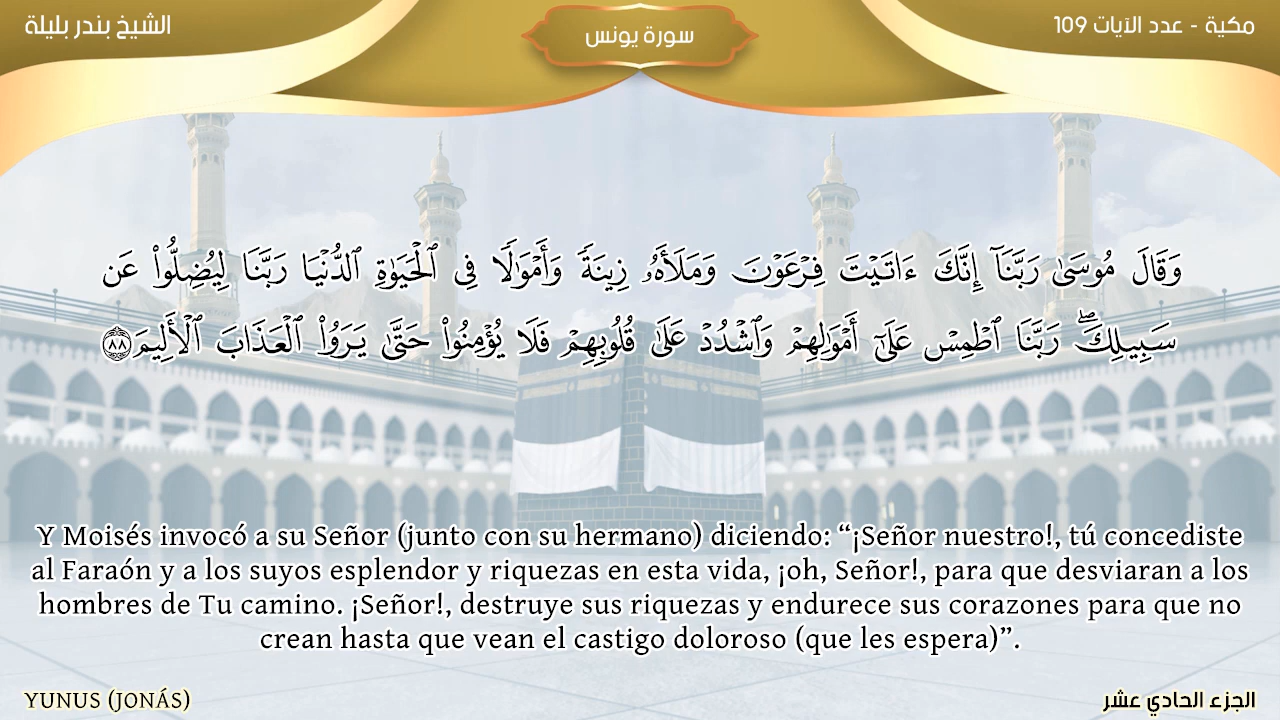 الشيخ بندر بليلة
سورة يونس
مكية - عدد الآيات 109
وَقَالَ مُوسَىٰ رَبَّنَآ إِنَّكَ ءَاتَيْتَ فِرْعَوْنَ وَمَلَأَهُۥ زِينَةً وَأَمْوَٰلًا فِى ٱلْحَيَوٰةِ ٱلدُّنْيَا رَبَّنَا لِيُضِلُّوا۟ عَن
سَبِيلِكَ ۖ رَبَّنَا ٱطْمِسْ عَلَىٰٓ أَمْوَٰلِهِمْ وَٱشْدُدْ عَلَىٰ قُلُوبِهِمْ فَلَا يُؤْمِنُوا۟ حَتَّىٰ يَرَوُا۟ ٱلْعَذَابَ ٱلْأَلِيمَ ٨٨
Y Moisés invocó a su Señor (junto con su hermano) diciendo: “¡Señor nuestro!, tú concediste
al Faraón y a los suyos esplendor y riquezas en esta vida, ¡oh, Señor!, para que desviaran a los
hombres de Tu camino. ¡Señor!, destruye sus riquezas y endurece sus corazones para que no
crean hasta que vean el castigo doloroso (que les espera)”.
YUNUS (JONÁS)
الجزء الحادي عشر